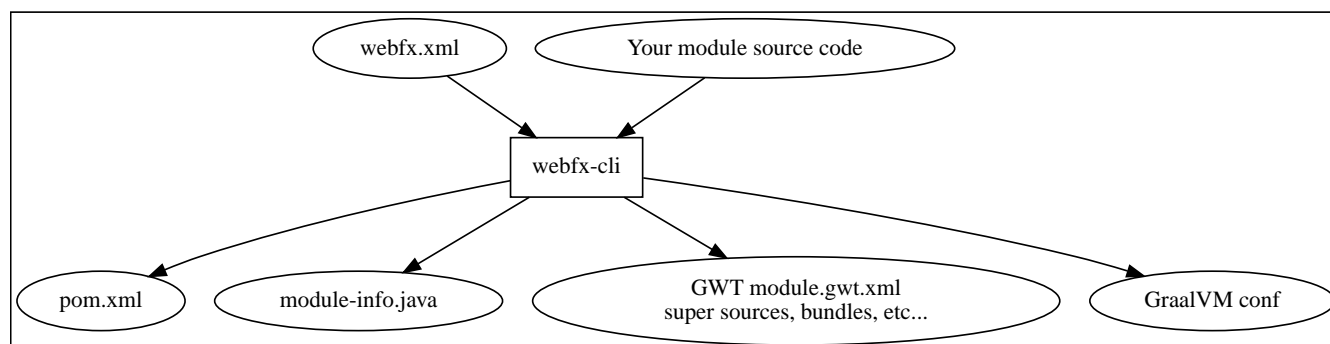 webfx.xml
Your module source code
webfx-cli
pom.xml
module-info.java
GWT module.gwt.xml
super sources, bundles, etc...
GraalVM conf